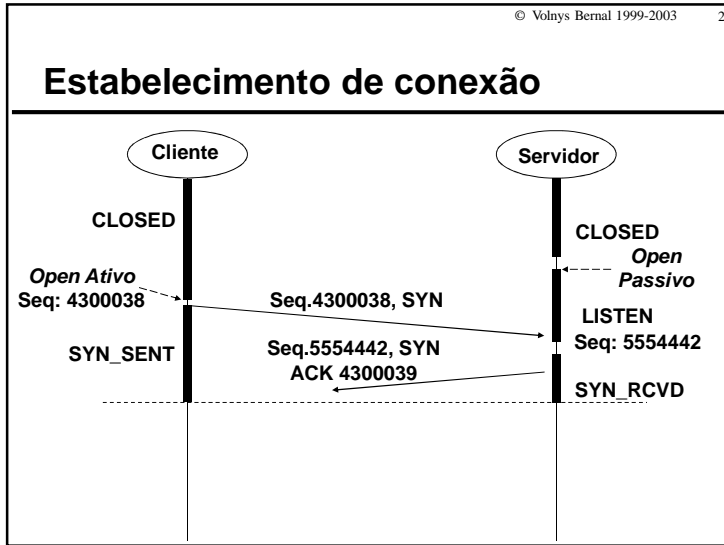 © Volnys Bernal 1999-2003 2
Estabelecimento de conexão
Cliente
Servidor
CLOSED
CLOSED
Open
Passivo
Open Ativo
Seq: 4300038
Seq.4300038, SYN
LISTEN
Seq: 5554442
SYN_SENT
Seq.5554442, SYN
ACK 4300039
SYN_RCVD